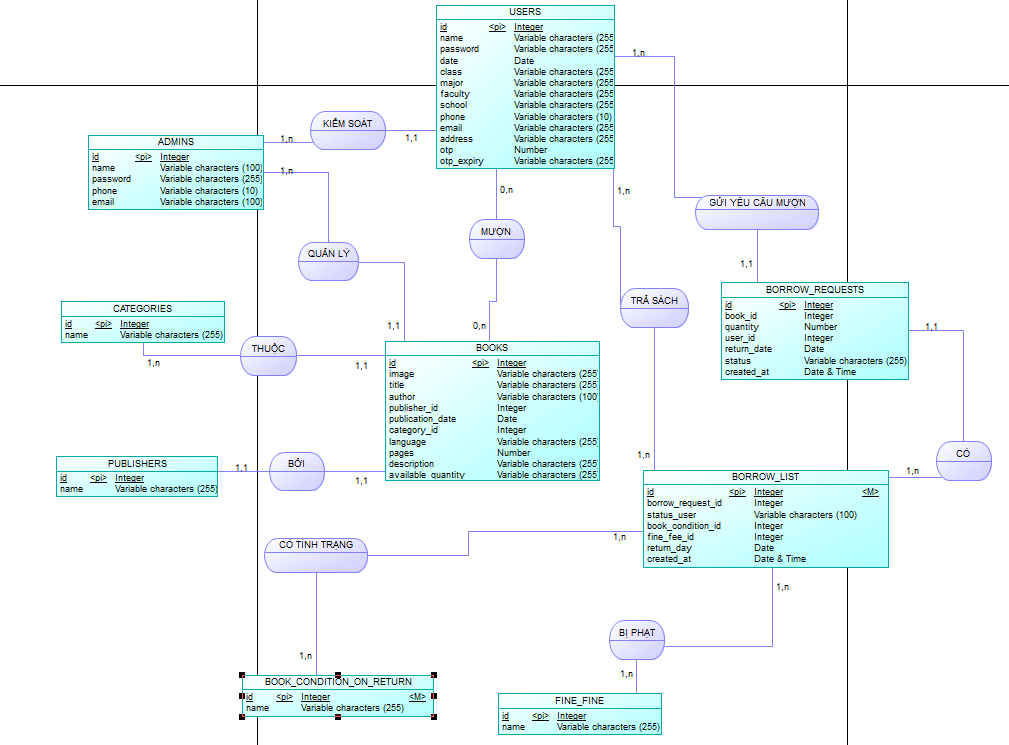 USERS
id <pi> Integer
name Variable characters (255
password Variable characters (255
date Date
class Variable characters (255
major Variable characters (255
faculty Variable characters (255
school Variable characters (255
phone Variable characters (10)
email Variable characters (255
address Variable characters (255
otp Number
otp_expiry Variable characters (255
1,n
KIỂM SOÁT
1,n
1,1
ADMINS
id <pi> Integer
name Variable characters (100)
password Variable characters (255)
phone Variable characters (10)
email Variable characters (100)
1,n
0,n
1,n
GỬI YÊU CẦU MƯỢN
MƯỢN
QUẢN LÝ
1,1
BORROW_REQUESTS
id <pi> Integer
book_id Integer
quantity Number
user_id Integer
return_date Date
status Variable characters (255)
created_at Date & Time
TRẢ SÁCH
CATEGORIES
id <pi> Integer
name Variable characters (255)
1,1
0,n
1,1
THUỘC
1,n
1,1
BOOKS
id <pi> Integer
image Variable characters (255
title Variable characters (255
author Variable characters (100
publisher_id Integer
publication_date Date
category_id Integer
language Variable characters (255
pages Number
description Variable characters (255
available_quantity Variable characters (255
PUBLISHERS
id <pi> Integer
name Variable characters (255)
1,1
BỞI
1,1
1,n
CÓ
1,n
BORROW_LIST
id <pi> Integer <M>
borrow_request_id Integer
status_user Variable characters (100)
book_condition_id Integer
fine_fee_id Integer
return_day Date
created_at Date & Time
1,n
CÓ TÌNH TRẠNG
1,n
BỊ PHẠT
1,n
1,n
BOOK_CONDITION_ON_RETURN
id <pi> Integer <M>
name Variable characters (255)
FINE_FINE
id <pi> Integer
name Variable characters (255)